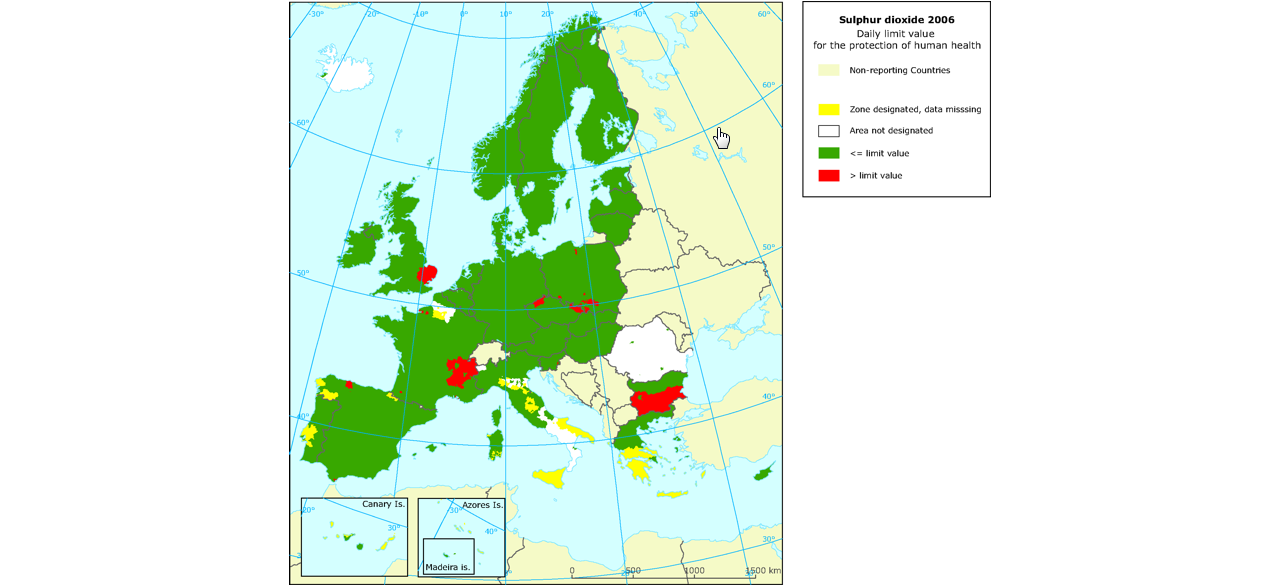 -30°
-20°
-10°
0°
10°
20°
30°
40°
50°
60°
60°
60°
50°
50°
40°
40°
30°
Canary Is.
-20°
30°
Azores Is.
-30°
40°
Madeira is.
0
500
1000
1500 km
Sulphur dioxide 2006
Daily limit value
for the protection of human health
Non-reporting Countries
Zone designated, data misssing
Area not designated
<= limit value
> limit value